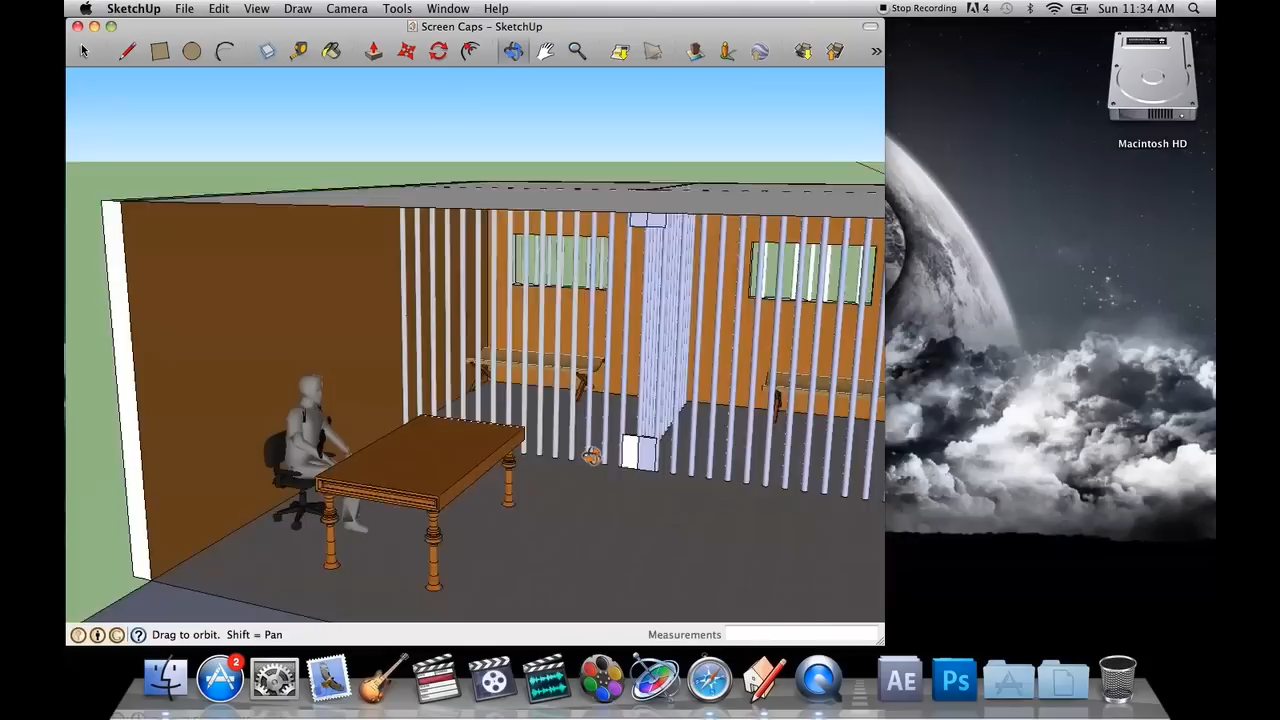 SketchUp File Edit View Draw Camera Tools Window Help Stop Recording 4 Sun 11:34 AM
Screen Caps - SketchUp
»
Macintosh HD
Drag to orbit. Shift = Pan
Measurements
2
AE
Ps